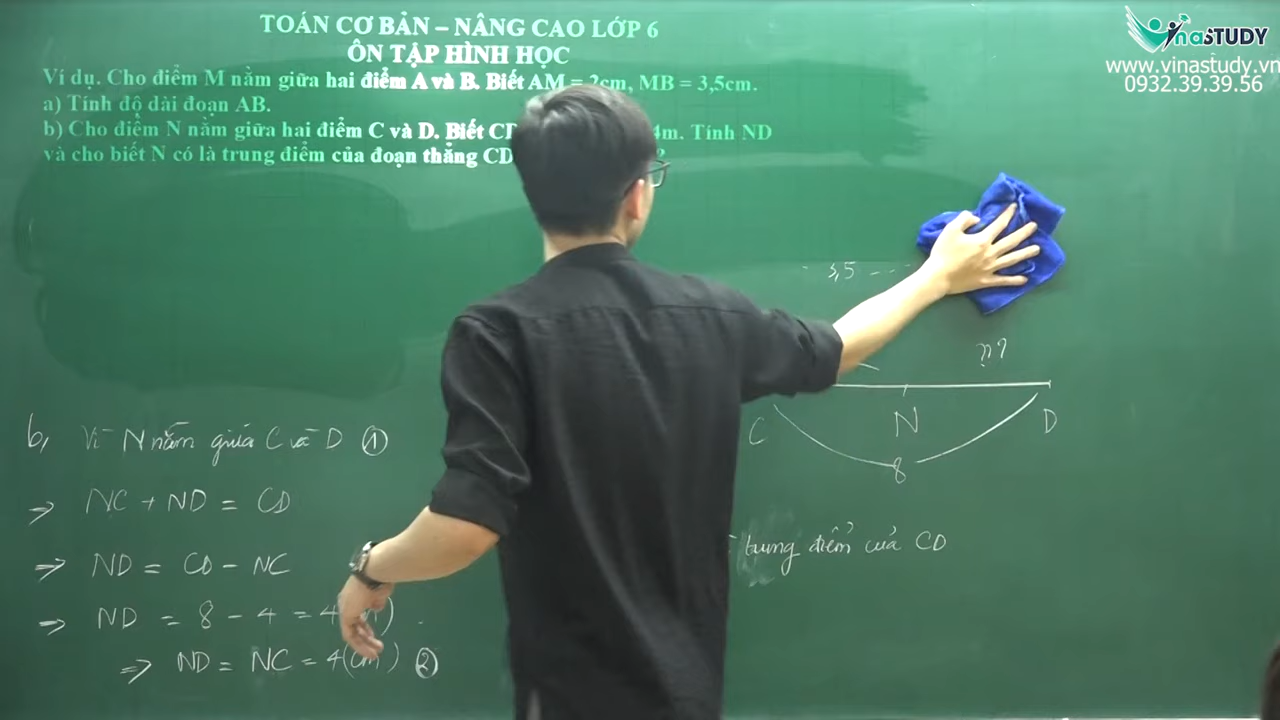 TOÁN CƠ BẢN – NÂNG CAO LỚP 6
ÔN TẬP HÌNH HỌC
Ví dụ. Cho điểm M nằm giữa hai điểm A và B. Biết AM = 2cm, MB = 3,5cm.
a) Tính độ dài đoạn AB.
b) Cho điểm N nằm giữa hai điểm C và D. Biết 4m. Tính ND
và cho biết N có là trung điểm của đoạn thẳng CD
VinaSTUDY
www.vinastudy.vn
0932.39.39.56
3,5
??
C N D
8
b, Vì N nằm giữa C và D ①
=> NC + ND = CD
=> ND = CD - NC
=> ND = 8 - 4 = 4
=> ND = NC = 4(cm) ②
trung điểm của CD